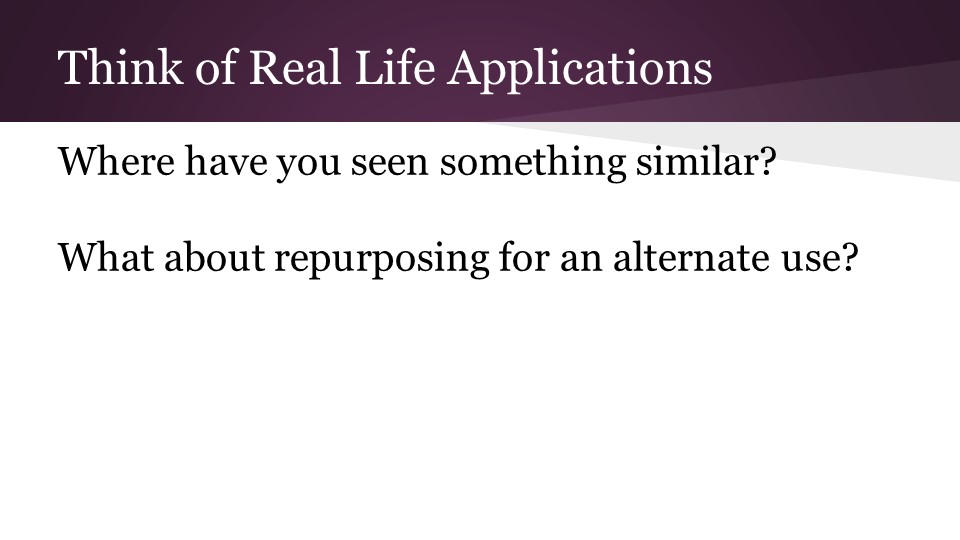 Think of Real Life Applications
Where have you seen something similar?
What about repurposing for an alternate use?